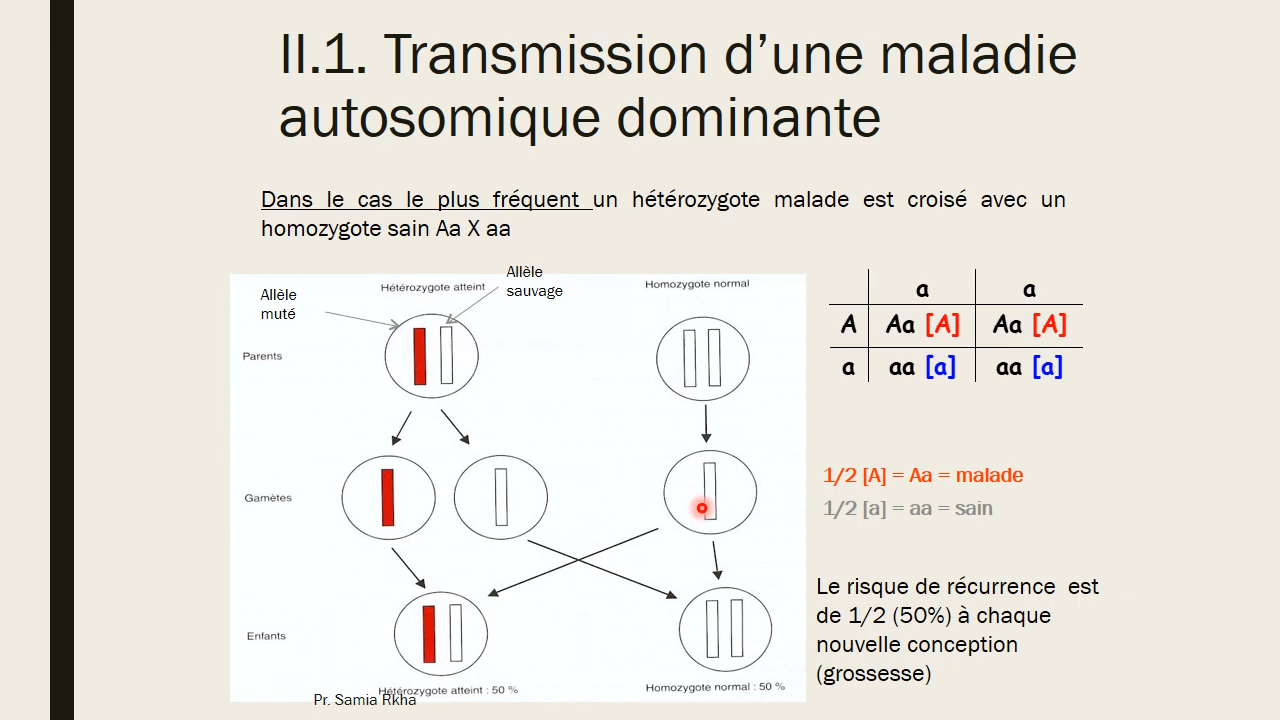 II.1. Transmission d’une maladie
autosomique dominante
Dans le cas le plus fréquent un hétérozygote malade est croisé avec un
homozygote sain Aa X aa
Allèle
muté
Hétérozygote atteint
Allèle
sauvage
Homozygote normal
Parents
Gamètes
Enfants
Hétérozygote atteint : 50 %
Homozygote normal : 50 %
Pr. Samia Rkha
a a
A Aa [A] Aa [A]
a aa [a] aa [a]
1/2 [A] = Aa = malade
1/2 [a] = aa = sain
Le risque de récurrence est
de 1/2 (50%) à chaque
nouvelle conception
(grossesse)